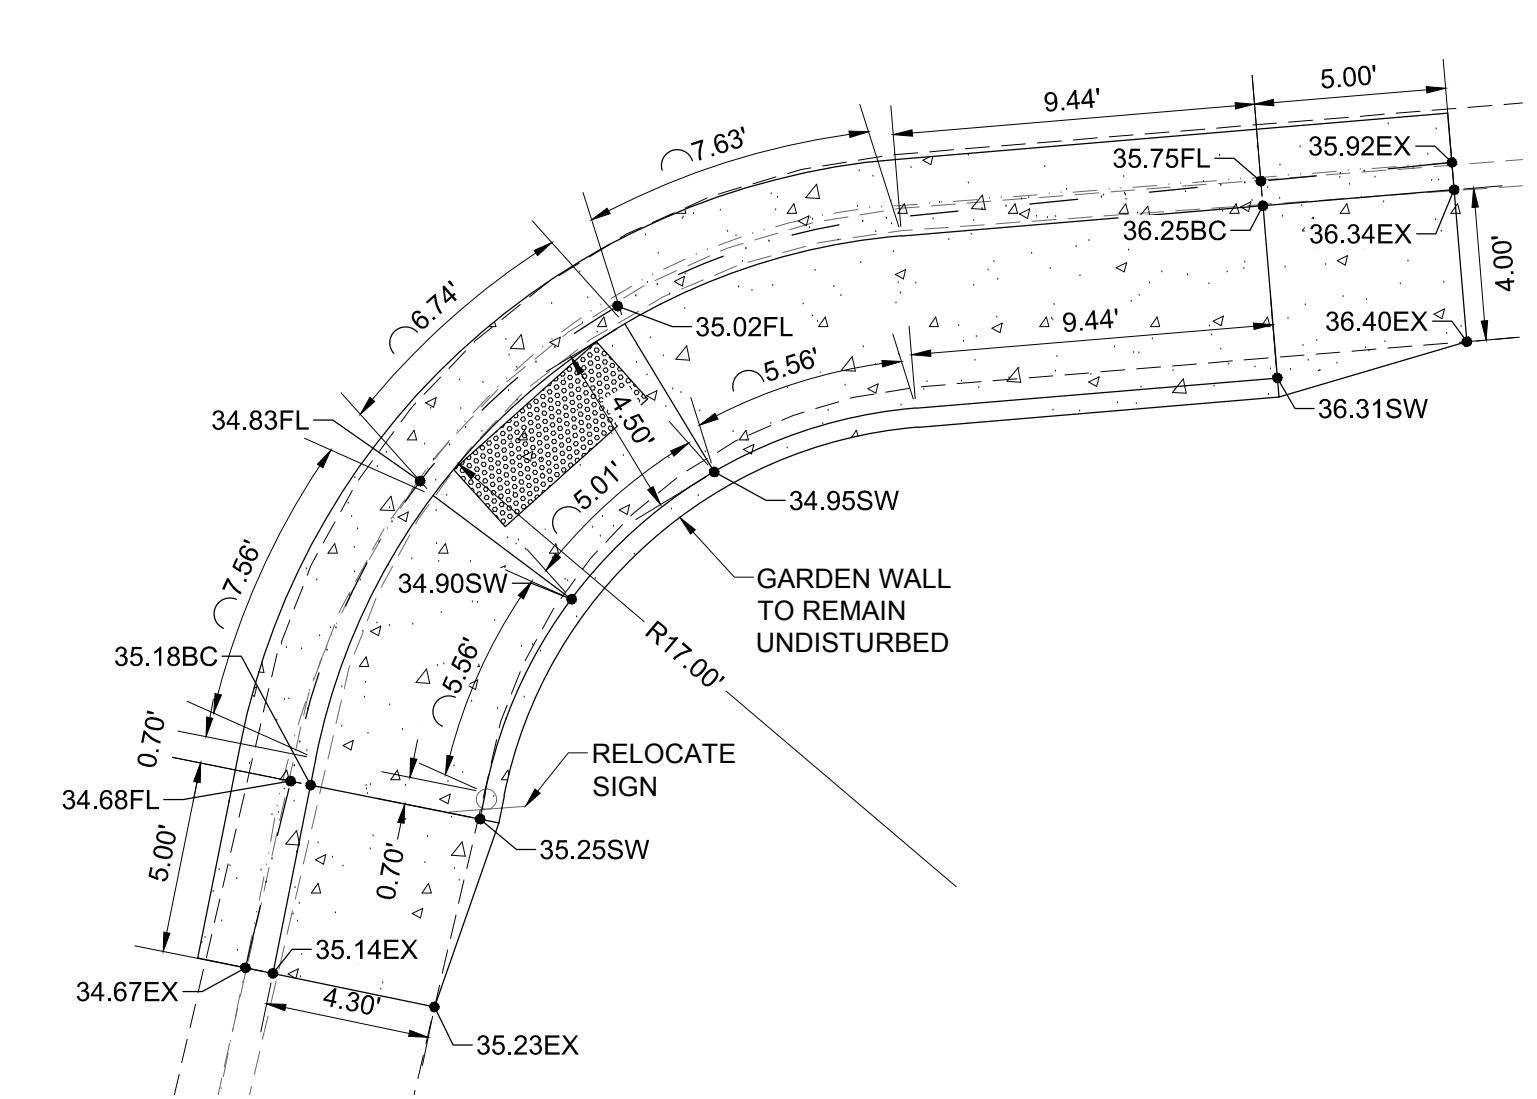 5.00'
9.44'
7.63'
35.92EX
35.75FL
36.25BC
36.34EX
4.00'
6.74'
35.02FL
9.44'
36.40EX
5.56'
34.83FL
4.50'
36.31SW
5.01'
34.95SW
7.56'
34.90SW
GARDEN WALL
TO REMAIN
UNDISTURBED
R17.00'
35.18BC
5.56'
0.70'
RELOCATE
SIGN
34.68FL
35.25SW
5.00'
0.70'
35.14EX
34.67EX
4.30'
35.23EX